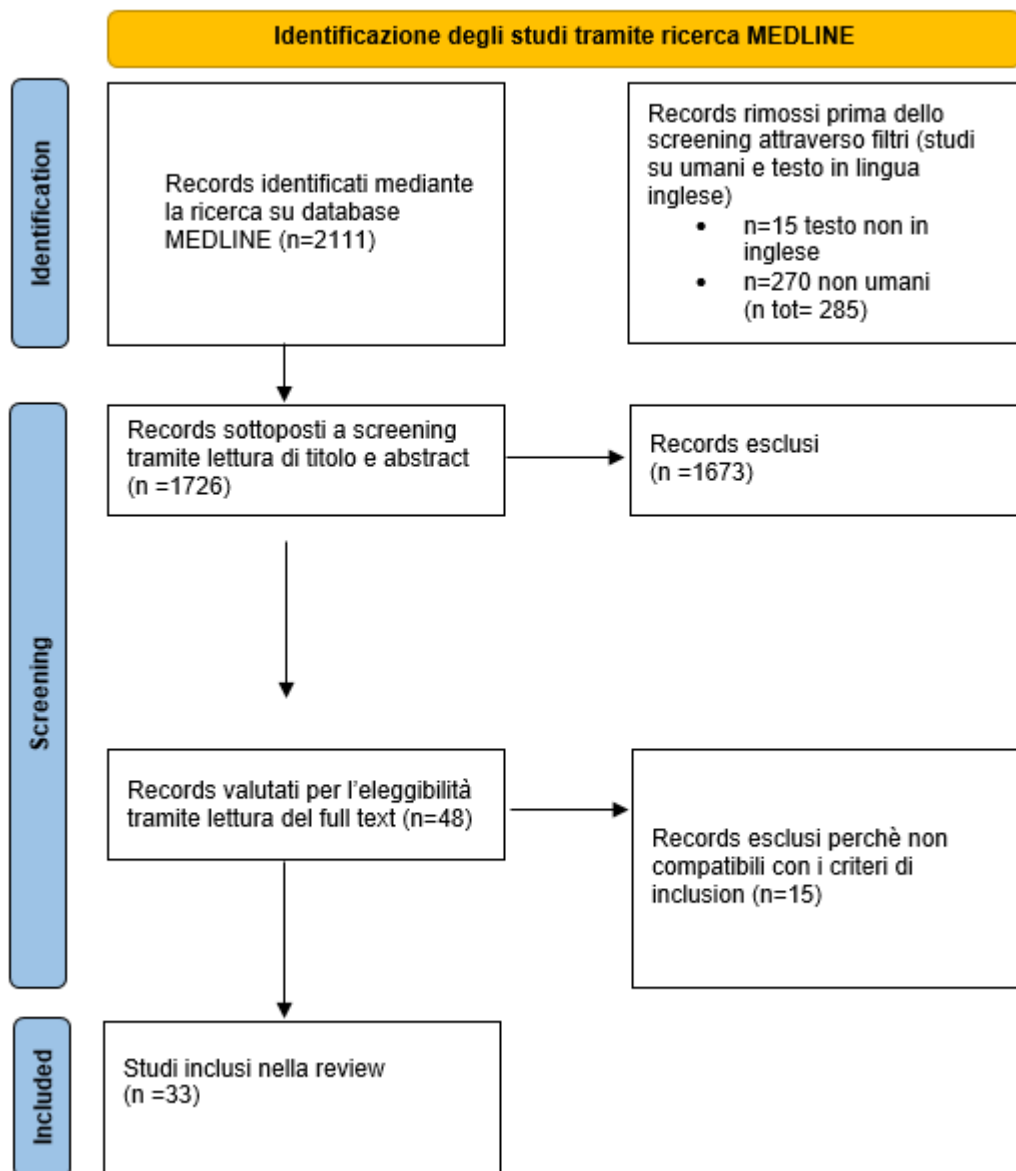 Identificazione degli studi tramite ricerca MEDLINE
Identification
Records identificati mediante
la ricerca su database
MEDLINE (n=2111)
Records rimossi prima dello
screening attraverso filtri (studi
su umani e testo in lingua
inglese)
• n=15 testo non in
inglese
• n=270 non umani
(n tot= 285)
Screening
Records sottoposti a screening
tramite lettura di titolo e abstract
(n =1726)
Records esclusi
(n =1673)
Records valutati per l'eleggibilità
tramite lettura del full text (n=48)
Records esclusi perchè non
compatibili con i criteri di
inclusion (n=15)
Included
Studi inclusi nella review
(n =33)